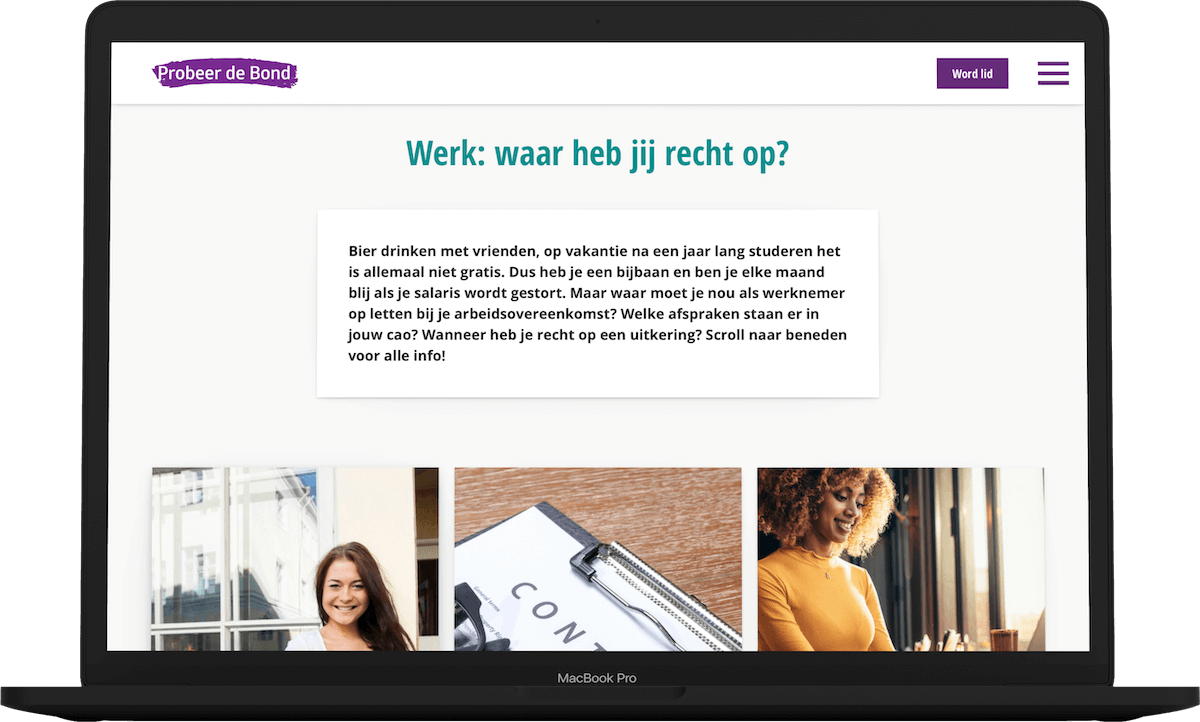 Probeer de Bond
Word lid
Werk: waar heb jij recht op?
Bier drinken met vrienden, op vakantie na een jaar lang studeren het
is allemaal niet gratis. Dus heb je een bijbaan en ben je elke maand
blij als je salaris wordt gestort. Maar waar moet je nou als werknemer
op letten bij je arbeidsovereenkomst? Welke afspraken staan er in
jouw cao? Wanneer heb je recht op een uitkering? Scroll naar beneden
voor alle info!
CONT
MacBook Pro